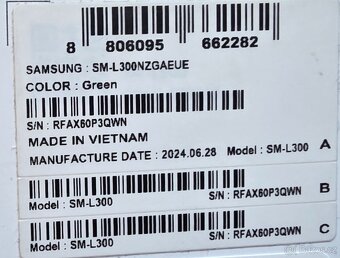 8 806095 662282
SAMSUNG : SM-L300NZGAEUE
COLOR : Green
S/N : RFAX60P3QWN
MADE IN VIETNAM
MANUFACTURE DATE : 2024.06.28 Model : SM-L300 A
Model : SM-L300 S/N : RFAX60P3QWN B
Model : SM-L300 S/N : RFAX60P3QWN C